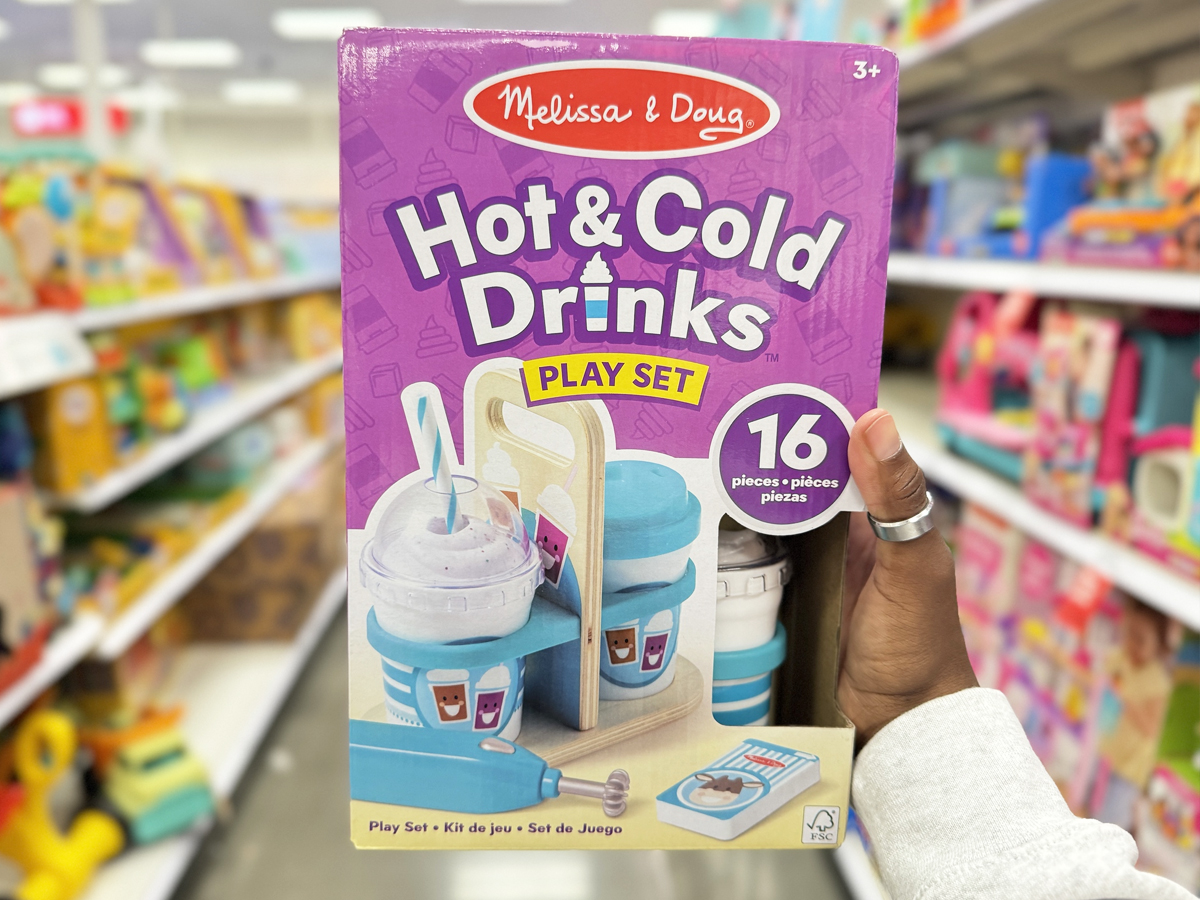 3+
Melissa & Doug®
Hot & Cold
Drinks™
PLAY SET
16
pieces • pièces
piezas
Play Set • Kit de jeu • Set de Juego
FSC